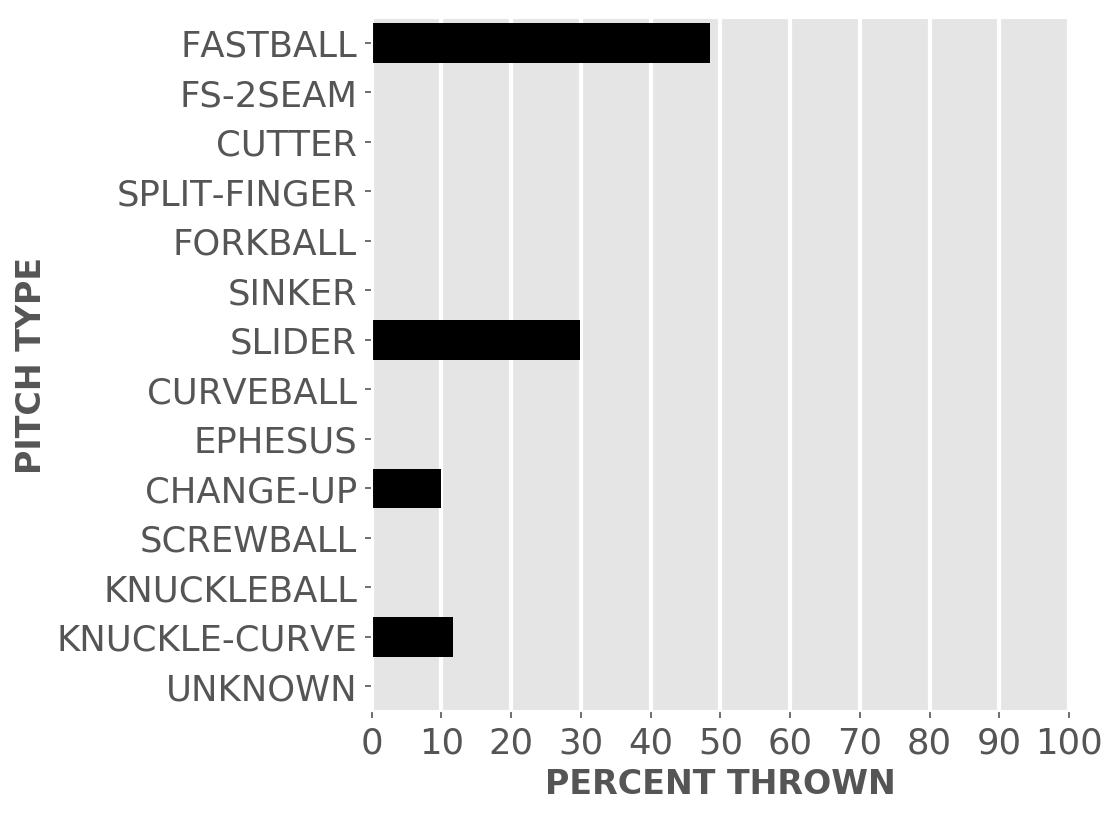 FASTBALL
FS-2SEAM
CUTTER
SPLIT-FINGER
FORKBALL
SINKER
SLIDER
CURVEBALL
EPHESUS
CHANGE-UP
SCREWBALL
KNUCKLEBALL
KNUCKLE-CURVE
UNKNOWN
PITCH TYPE
0 10 20 30 40 50 60 70 80 90 100
PERCENT THROWN